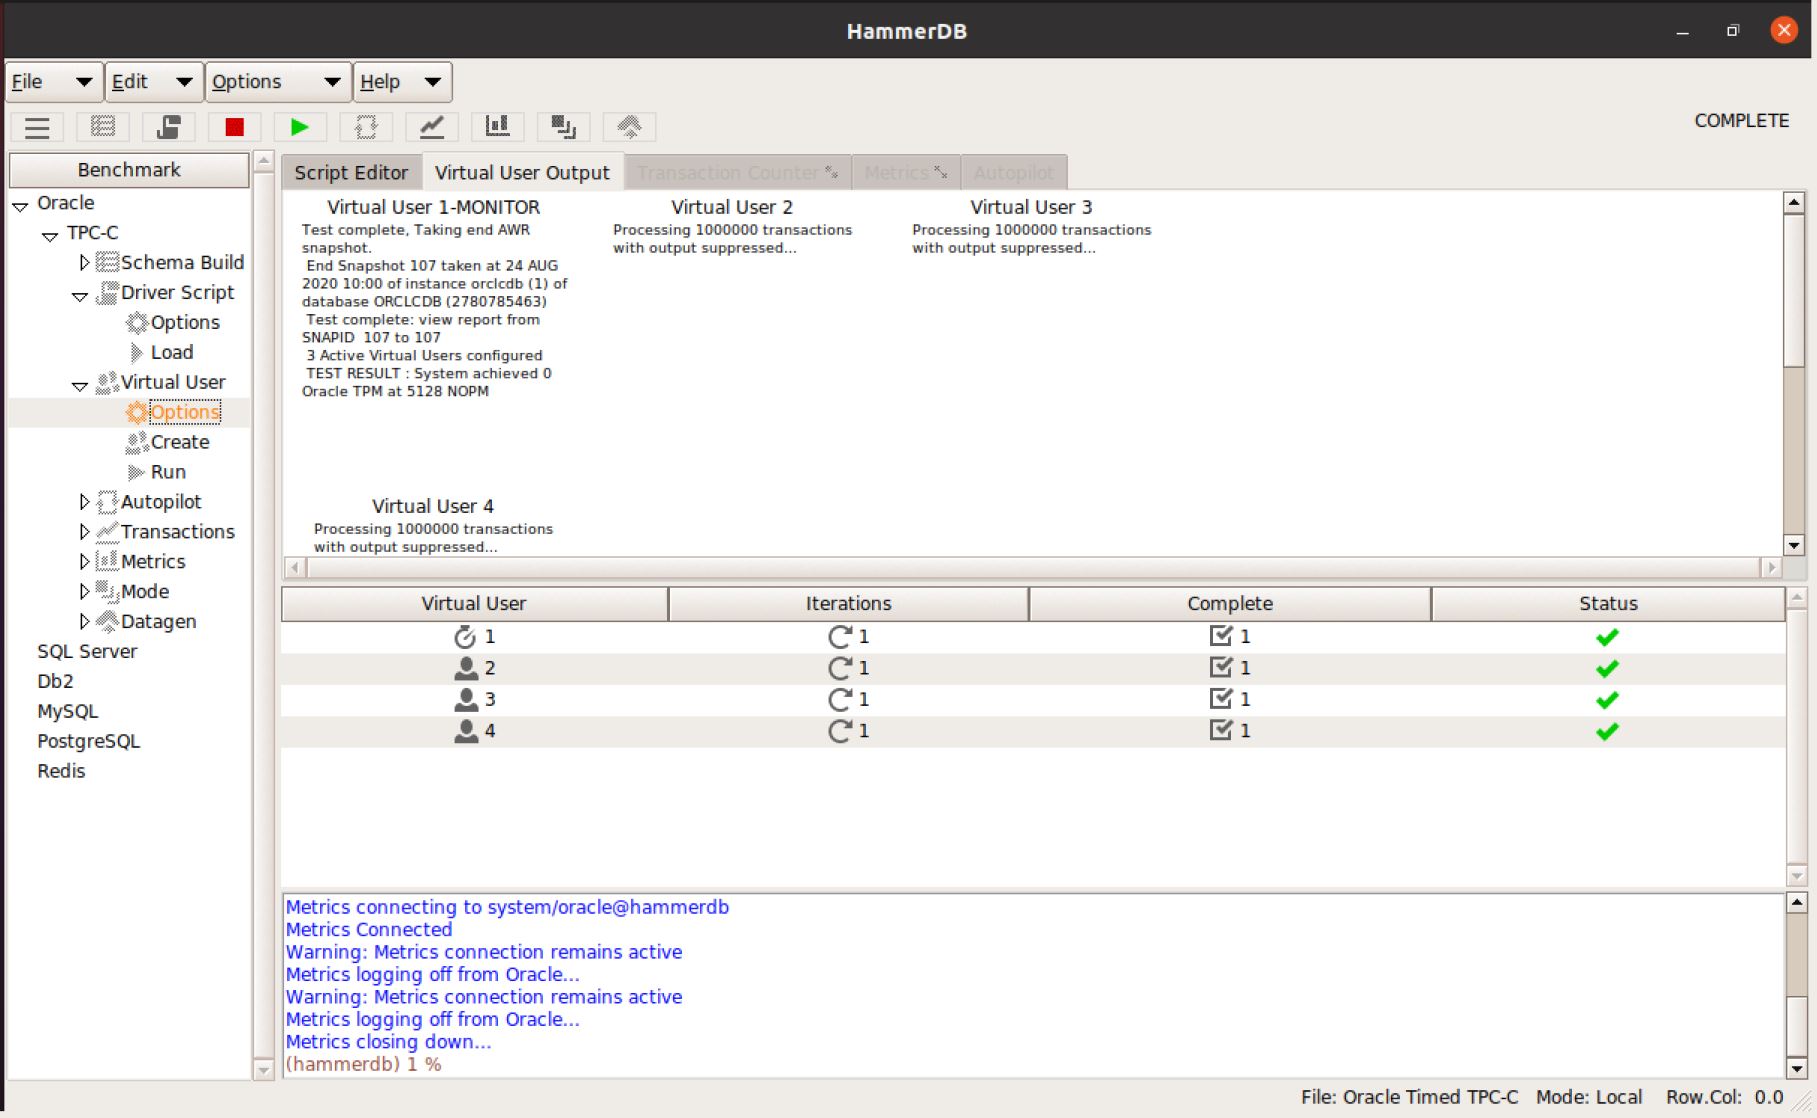 HammerDB
File Edit Options Help
COMPLETE
Benchmark
Oracle
TPC-C
Schema Build
Driver Script
Options
Load
Virtual User
Options
Create
Run
Autopilot
Transactions
Metrics
Mode
Datagen
SQL Server
Db2
MySQL
PostgreSQL
Redis
Script Editor Virtual User Output Transaction Counter Metrics Autopilot
Virtual User 1-MONITOR
Test complete, Taking end AWR
snapshot.
End Snapshot 107 taken at 24 AUG
2020 10:00 of instance orclcdb (1) of
database ORCLCDB (2780785463)
Test complete: view report from
SNAPID 107 to 107
3 Active Virtual Users configured
TEST RESULT : System achieved 0
Oracle TPM at 5128 NOPM
Virtual User 2
Processing 1000000 transactions
with output suppressed...
Virtual User 3
Processing 1000000 transactions
with output suppressed...
Virtual User 4
Processing 1000000 transactions
with output suppressed...
Virtual User Iterations Complete Status
1 1 1
2 1 1
3 1 1
4 1 1
Metrics connecting to system/oracle@hammerdb
Metrics Connected
Warning: Metrics connection remains active
Metrics logging off from Oracle...
Warning: Metrics connection remains active
Metrics logging off from Oracle...
Metrics closing down...
(hammerdb) 1 %
File: Oracle Timed TPC-C Mode: Local Row.Col: 0.0